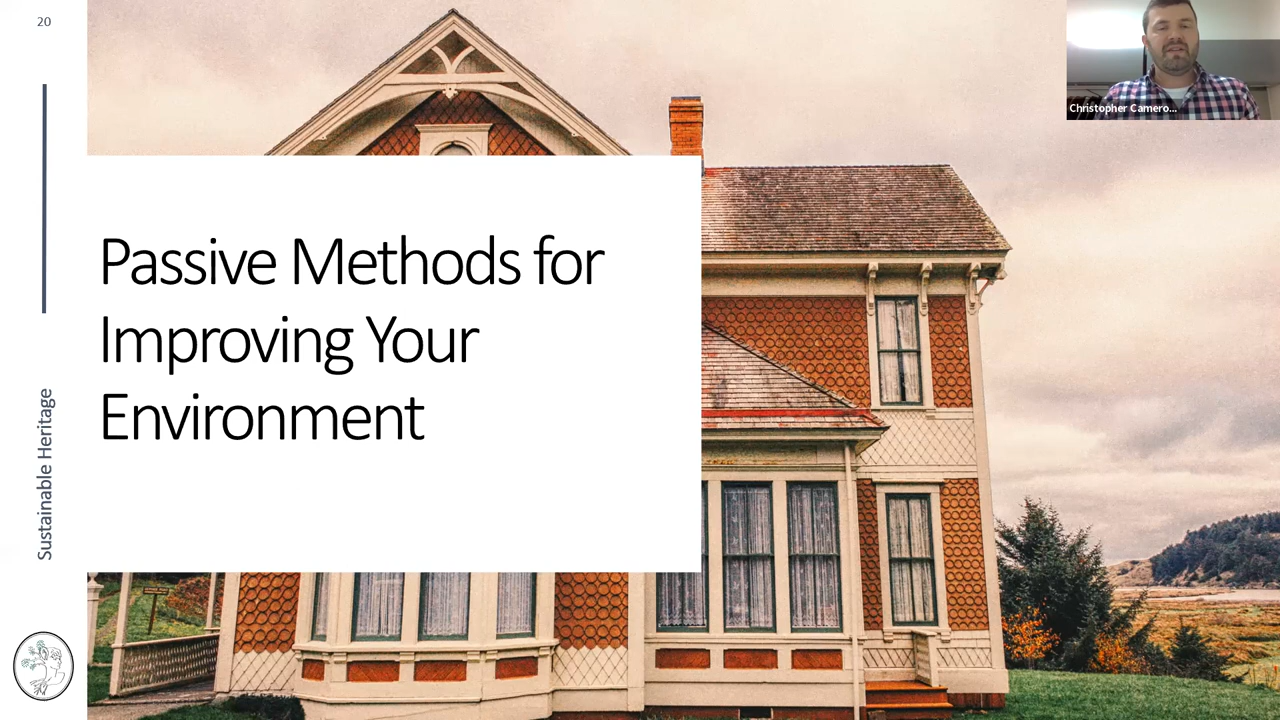 20
Christopher Camero...
Passive Methods for
Improving Your
Environment
Sustainable Heritage